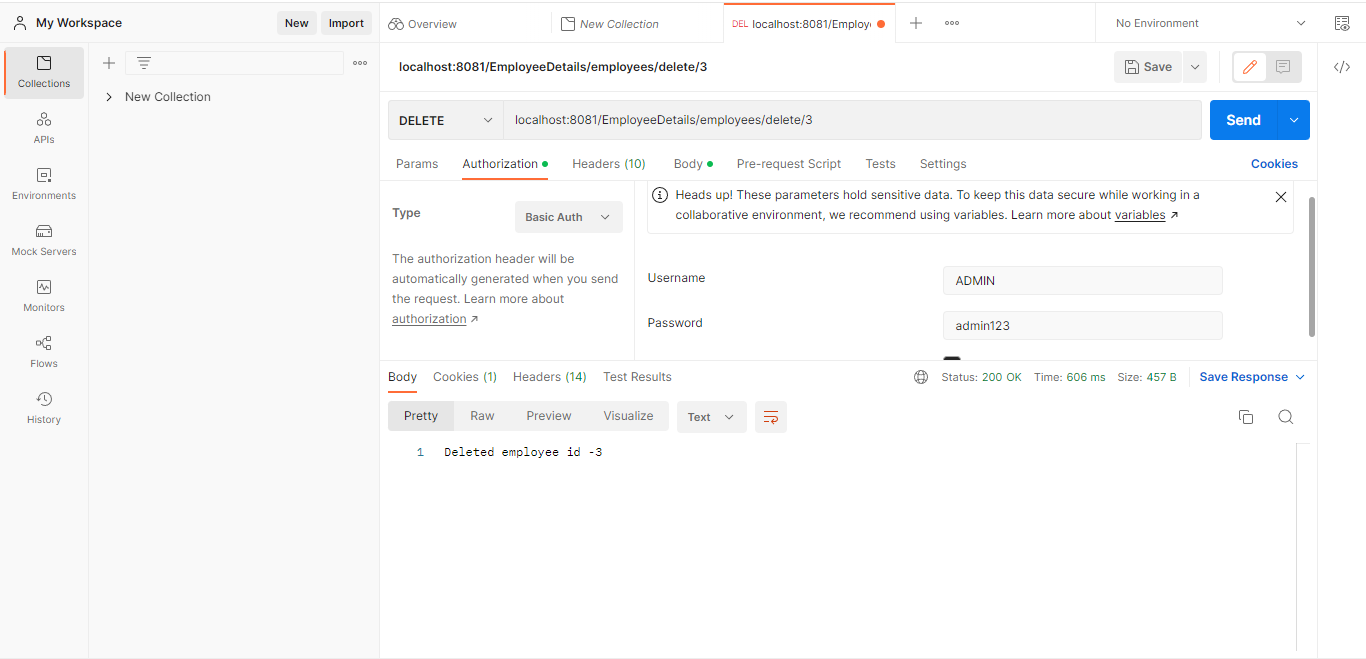 My Workspace
New
Import
Overview
New Collection
DEL localhost:8081/Employe
No Environment
Collections
APIs
Environments
Mock Servers
Monitors
Flows
History
New Collection
localhost:8081/EmployeeDetails/employees/delete/3
Save
DELETE
localhost:8081/EmployeeDetails/employees/delete/3
Send
Params
Authorization
Headers (10)
Body
Pre-request Script
Tests
Settings
Cookies
Type
Basic Auth
The authorization header will be
automatically generated when you send
the request. Learn more about
authorization ↗
Heads up! These parameters hold sensitive data. To keep this data secure while working in a
collaborative environment, we recommend using variables. Learn more about variables ↗
Username
ADMIN
Password
admin123
Body
Cookies (1)
Headers (14)
Test Results
Status: 200 OK
Time: 606 ms
Size: 457 B
Save Response
Pretty
Raw
Preview
Visualize
Text
1 Deleted employee id -3